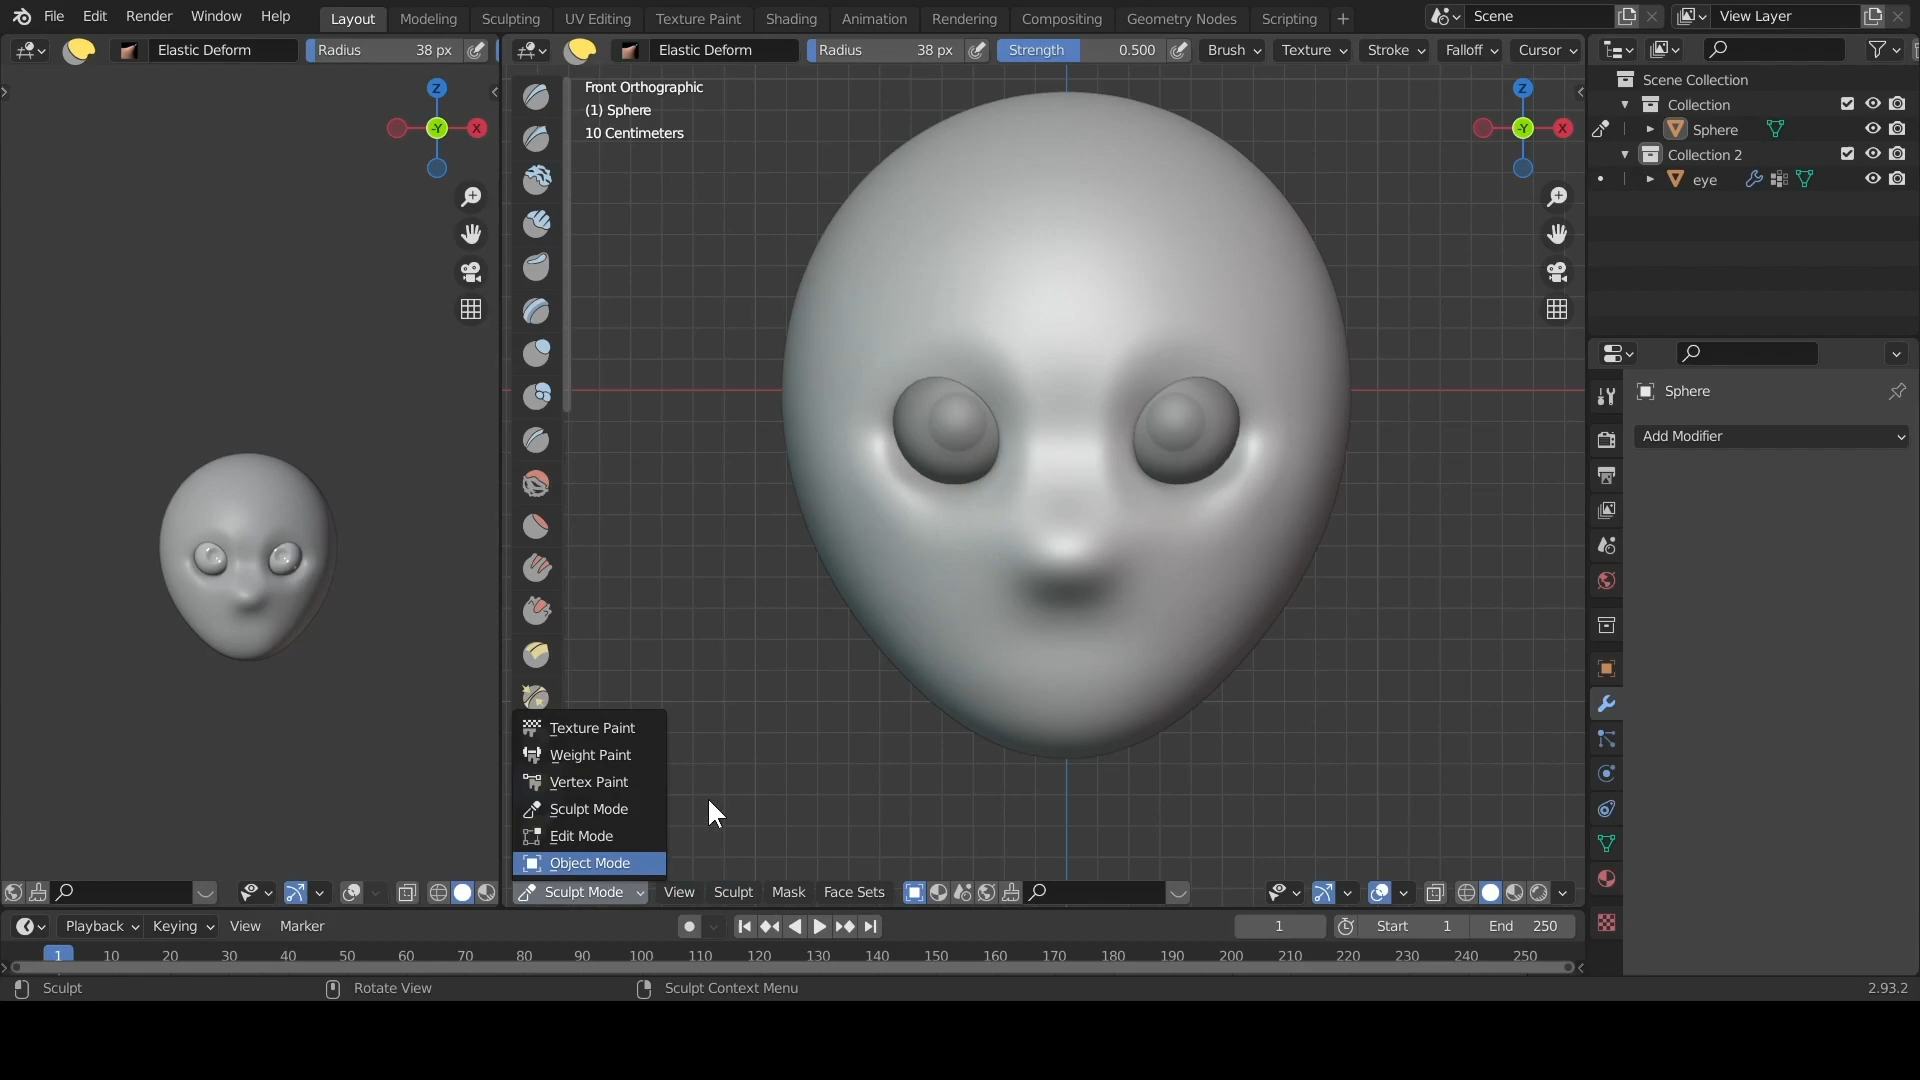 File Edit Render Window Help Layout Modeling Sculpting UV Editing Texture Paint Shading Animation Rendering Compositing Geometry Nodes Scripting + Scene View Layer
Elastic Deform Radius 38 px Elastic Deform Radius 38 px Strength 0.500 Brush Texture Stroke Falloff Cursor
Front Orthographic
(1) Sphere
10 Centimeters
Z
-Y X
Z
-Y X
Scene Collection
Collection
Sphere
Collection 2
eye
Sphere
Add Modifier
Texture Paint
Weight Paint
Vertex Paint
Sculpt Mode
Edit Mode
Object Mode
Sculpt Mode View Sculpt Mask Face Sets
Playback Keying View Marker 1 Start 1 End 250
1 10 20 30 40 50 60 70 80 90 100 110 120 130 140 150 160 170 180 190 200 210 220 230 240 250
Sculpt Rotate View Sculpt Context Menu 2.93.2